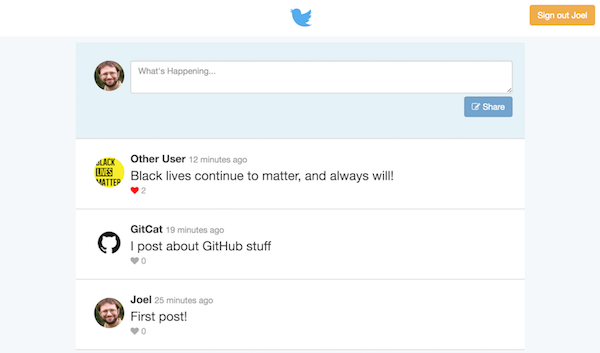 Sign out Joel
What's Happening...
Share
BLACK
LIVES
MATTER
Other User 12 minutes ago
Black lives continue to matter, and always will!
2
GitCat 19 minutes ago
I post about GitHub stuff
0
Joel 25 minutes ago
First post!
0